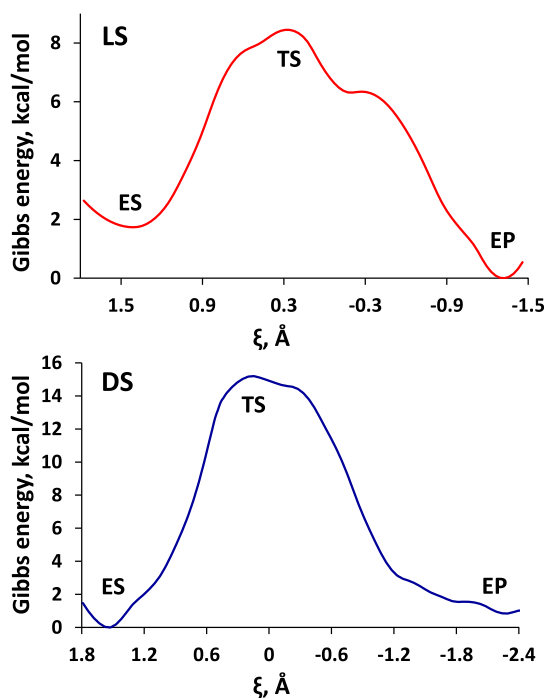 LS
Gibbs energy, kcal/mol
8
6
4
2
0
ES
TS
EP
1.5 0.9 0.3 -0.3 -0.9 -1.5
ξ, Å
DS
Gibbs energy, kcal/mol
16
14
12
10
8
6
4
2
0
ES
TS
EP
1.8 1.2 0.6 0 -0.6 -1.2 -1.8 -2.4
ξ, Å